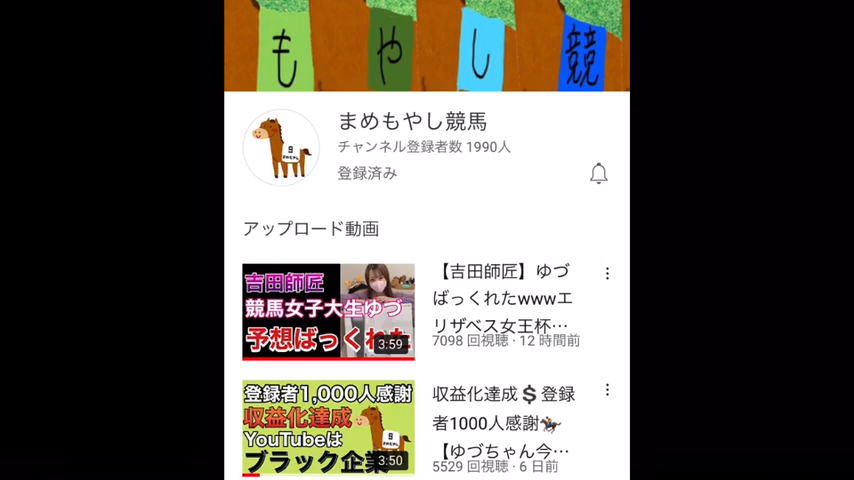 もやし競
まめもやし競馬
チャンネル登録者数 1990人
登録済み
アップロード動画
吉田師匠
競馬女子大生ゆづ
予想ばっくれた
3:59
【吉田師匠】ゆづ
ばっくれたwwwエ
リザベス女王杯…
7098 回視聴・12 時間前
登録者1,000人感謝
収益化達成
YouTubeは
ブラック企業
3:50
収益化達成💲登録
者1000人感謝🏇
【ゆづちゃん今…
5529 回視聴・6 日前